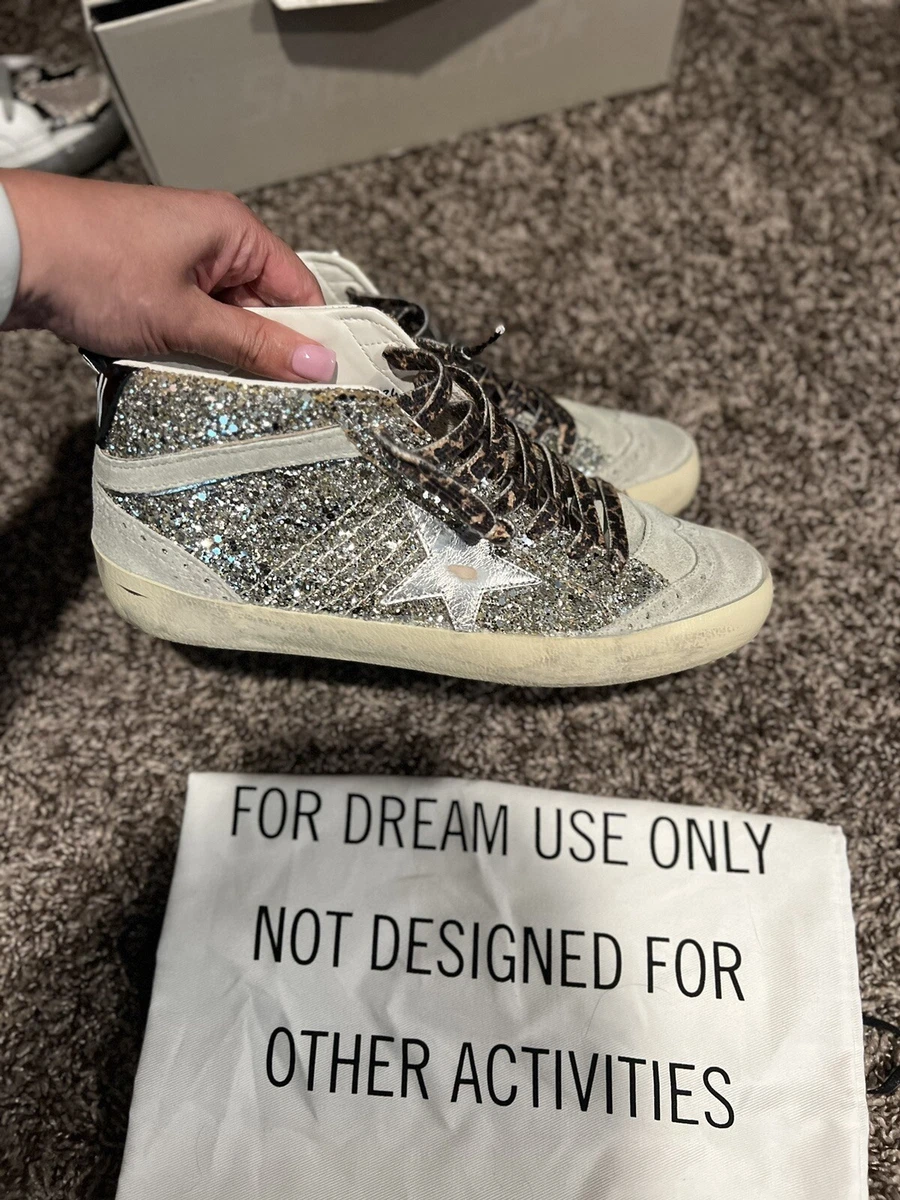 FOR DREAM USE ONLY
NOT DESIGNED FOR
OTHER ACTIVITIES